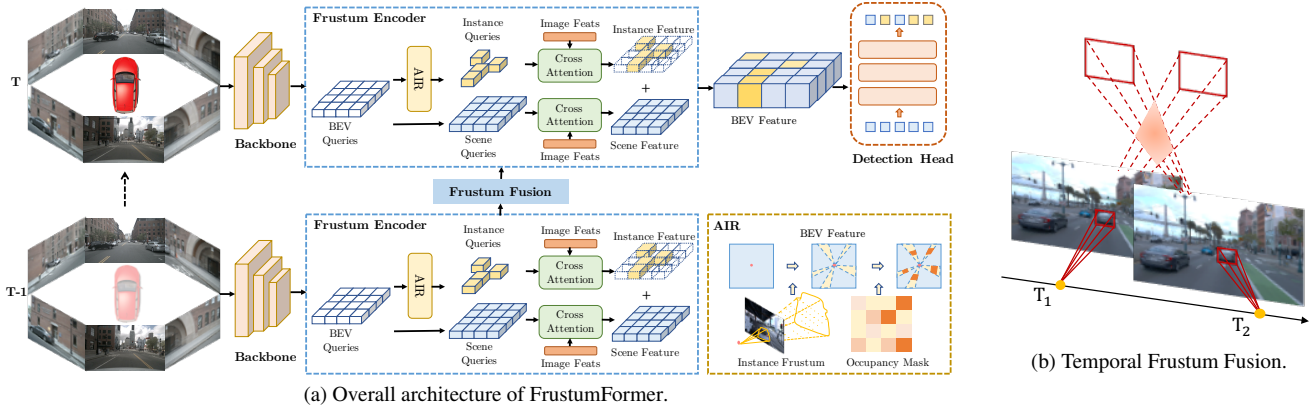 T
Backbone
Frustum Encoder
BEV
Queries
AIR
Instance
Queries
Scene
Queries
Image Feats
Cross
Attention
Cross
Attention
Image Feats
Instance Feature
+
Scene Feature
BEV Feature
Detection Head
Frustum Fusion
T-1
Backbone
Frustum Encoder
BEV
Queries
AIR
Instance
Queries
Scene
Queries
Image Feats
Cross
Attention
Cross
Attention
Image Feats
Instance Feature
+
Scene Feature
AIR
BEV Feature
Instance Frustum
Occupancy Mask
(a) Overall architecture of FrustumFormer.
T1
T2
(b) Temporal Frustum Fusion.